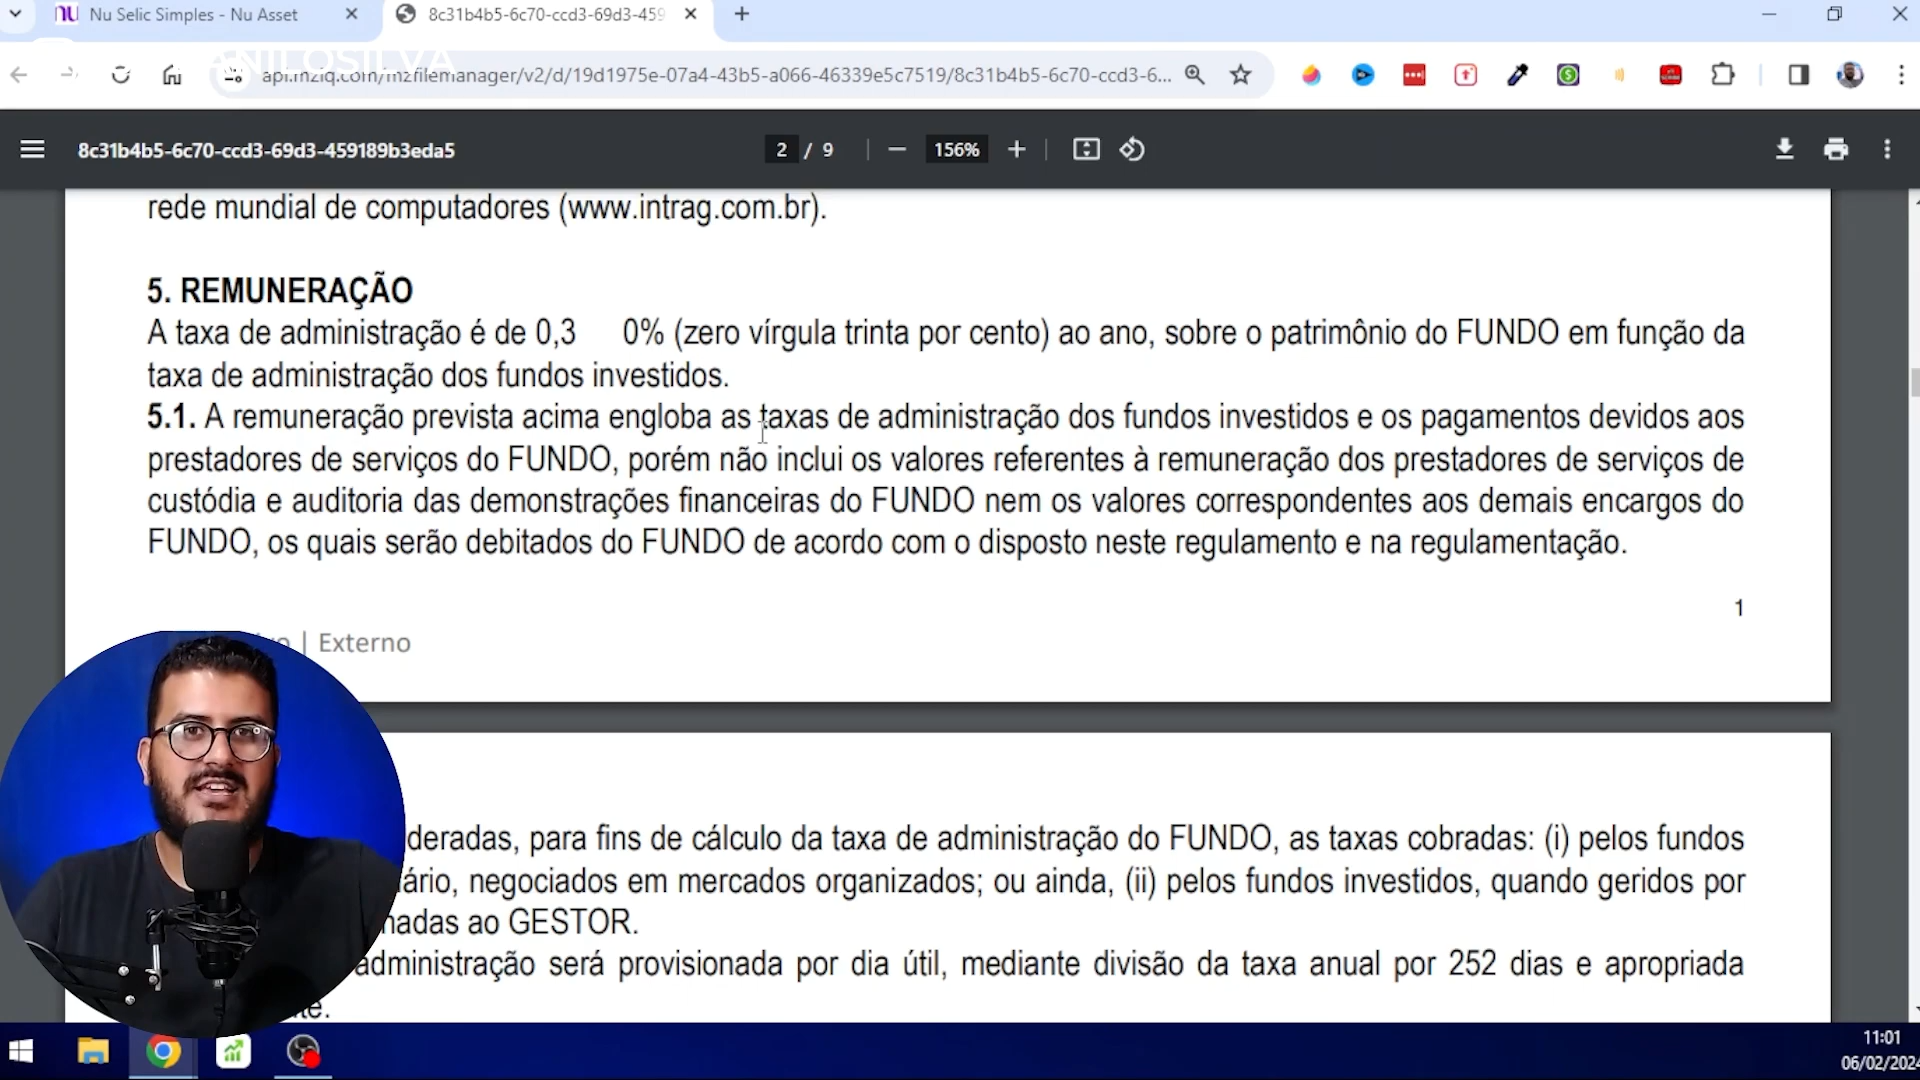 Nu Selic Simples - Nu Asset
8c31b4b5-6c70-ccd3-69d3-459
ANILOSILVA
api.mziq.com/mzfilemanager/v2/d/19d1975e-07a4-43b5-a066-46339e5c7519/8c31b4b5-6c70-ccd3-6...
8c31b4b5-6c70-ccd3-69d3-459189b3eda5
2 / 9
156%
rede mundial de computadores (www.intrag.com.br).
5. REMUNERAÇÃO
A taxa de administração é de 0,3 0% (zero vírgula trinta por cento) ao ano, sobre o patrimônio do FUNDO em função da
taxa de administração dos fundos investidos.
5.1. A remuneração prevista acima engloba as taxas de administração dos fundos investidos e os pagamentos devidos aos
prestadores de serviços do FUNDO, porém não inclui os valores referentes à remuneração dos prestadores de serviços de
custódia e auditoria das demonstrações financeiras do FUNDO nem os valores correspondentes aos demais encargos do
FUNDO, os quais serão debitados do FUNDO de acordo com o disposto neste regulamento e na regulamentação.
1
| Externo
deradas, para fins de cálculo da taxa de administração do FUNDO, as taxas cobradas: (i) pelos fundos
ário, negociados em mercados organizados; ou ainda, (ii) pelos fundos investidos, quando geridos por
nadas ao GESTOR.
administração será provisionada por dia útil, mediante divisão da taxa anual por 252 dias e apropriada
te.
11:01
06/02/2024